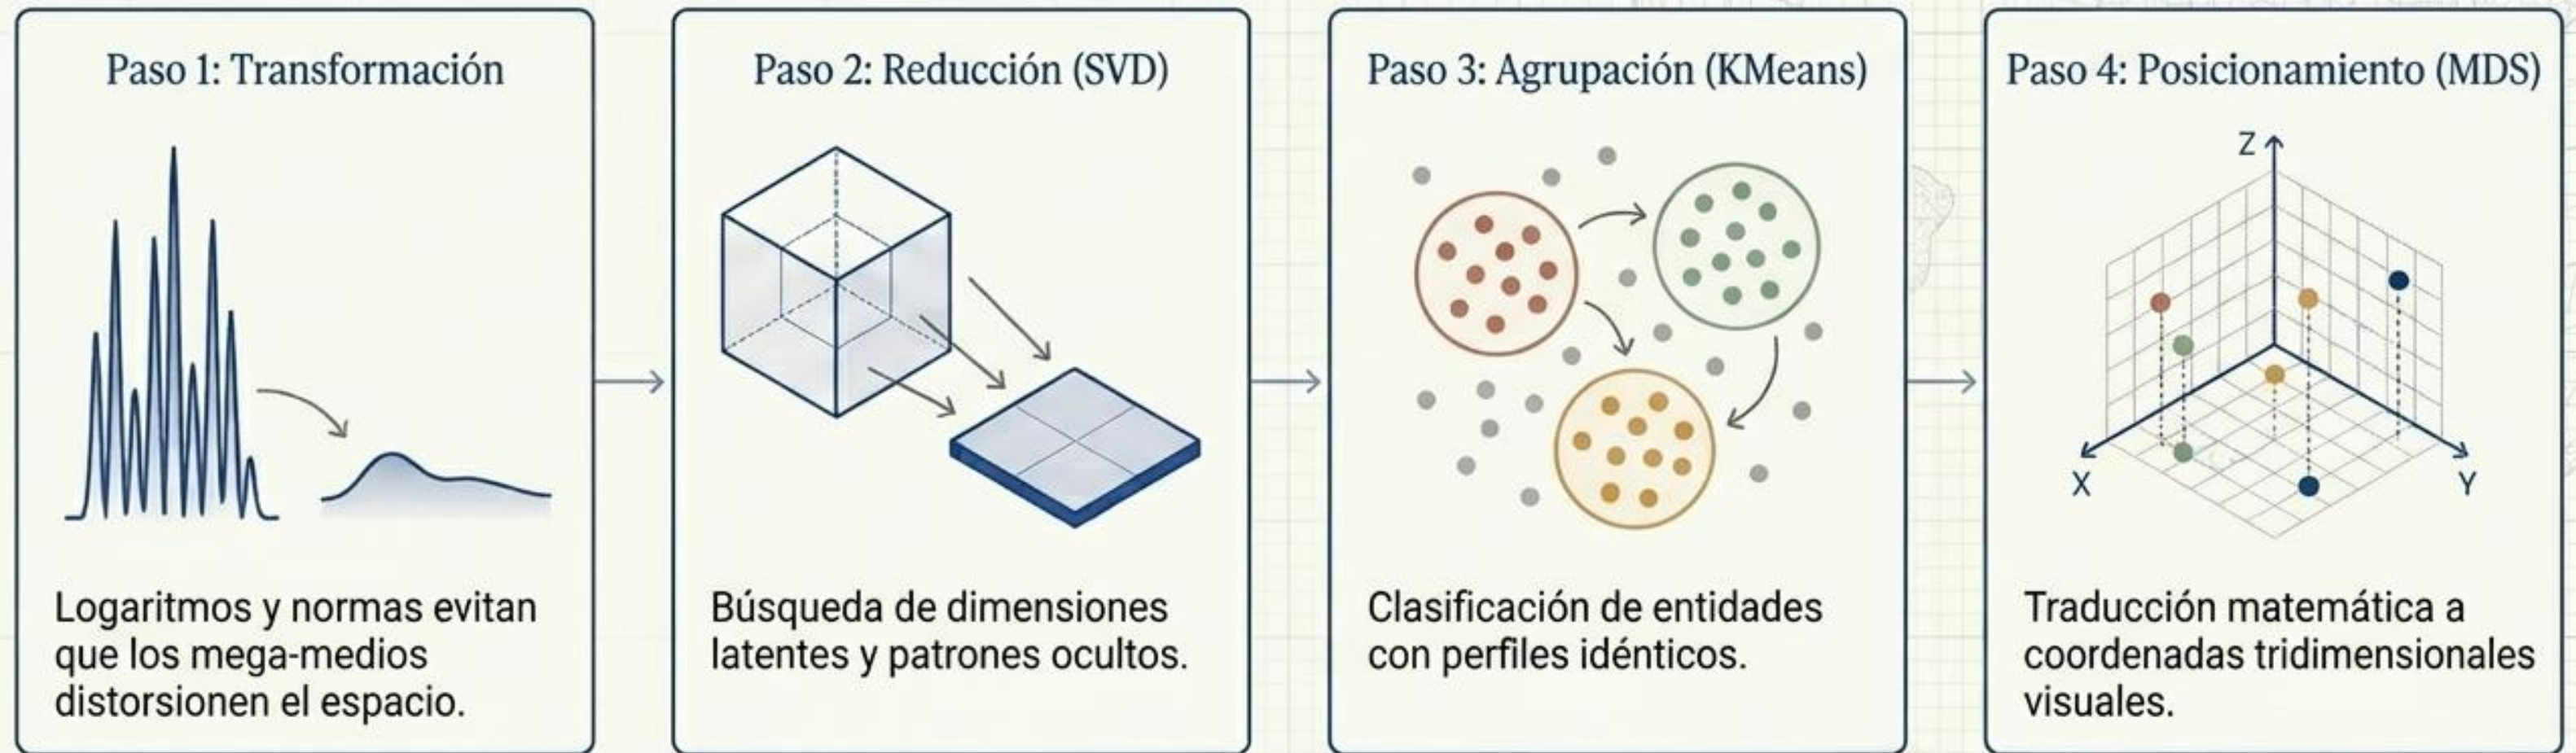 Paso 1: Transformación
Logaritmos y normas evitan
que los mega-medios
distorsionen el espacio.
Paso 2: Reducción (SVD)
Búsqueda de dimensiones
latentes y patrones ocultos.
Paso 3: Agrupación (KMeans)
Clasificación de entidades
con perfiles idénticos.
Paso 4: Posicionamiento (MDS)
Z
X
Y
Traducción matemática a
coordenadas tridimensionales
visuales.